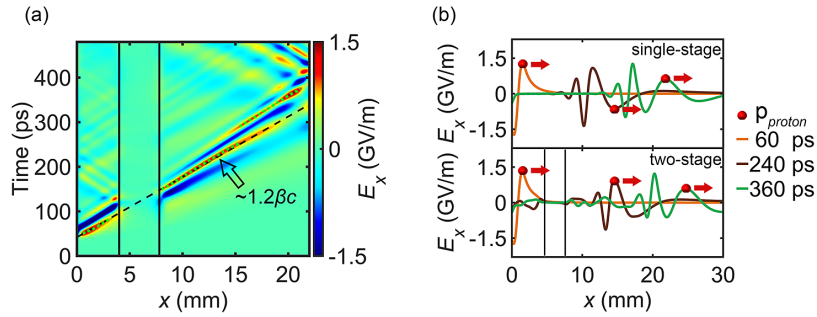 (a)
400
300
200
100
0
Time (ps)
0
5
10
15
20
x (mm)
~1.2βc
1.5
0
-1.5
Eₓ (GV/m)
(b)
single-stage
1.5
0
-1.5
Eₓ (GV/m)
two-stage
1.5
0
-1.5
Eₓ (GV/m)
0
10
20
30
x (mm)
p_proton
60 ps
240 ps
360 ps